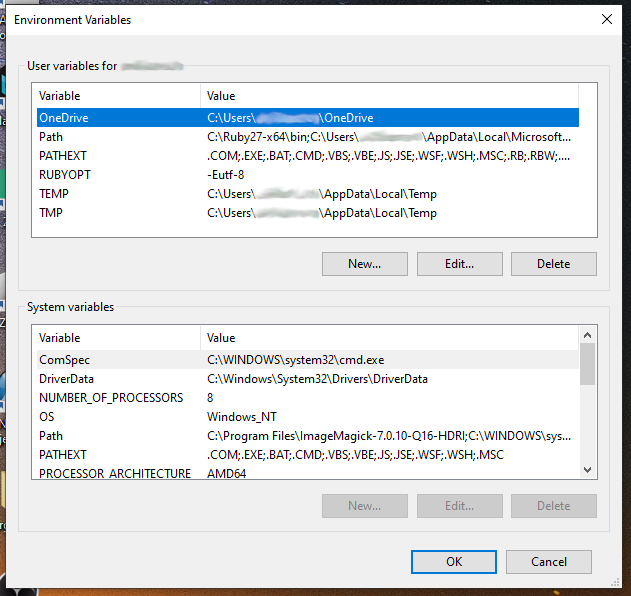 Environment Variables
User variables for
Variable Value
OneDrive C:\Users\ \OneDrive
Path C:\Ruby27-x64\bin;C:\Users\ \AppData\Local\Microsoft...
PATHEXT .COM;.EXE;.BAT;.CMD;.VBS;.VBE;.JS;.JSE;.WSF;.WSH;.MSC;.RB;.RBW;....
RUBYOPT -Eutf-8
TEMP C:\Users\ \AppData\Local\Temp
TMP C:\Users\ \AppData\Local\Temp
New... Edit... Delete
System variables
Variable Value
ComSpec C:\WINDOWS\system32\cmd.exe
DriverData C:\Windows\System32\Drivers\DriverData
NUMBER_OF_PROCESSORS 8
OS Windows_NT
Path C:\Program Files\ImageMagick-7.0.10-Q16-HDRI;C:\WINDOWS\sys...
PATHEXT .COM;.EXE;.BAT;.CMD;.VBS;.VBE;.JS;.JSE;.WSF;.WSH;.MSC
PROCESSOR_ARCHITECTURE AMD64
New... Edit... Delete
OK Cancel